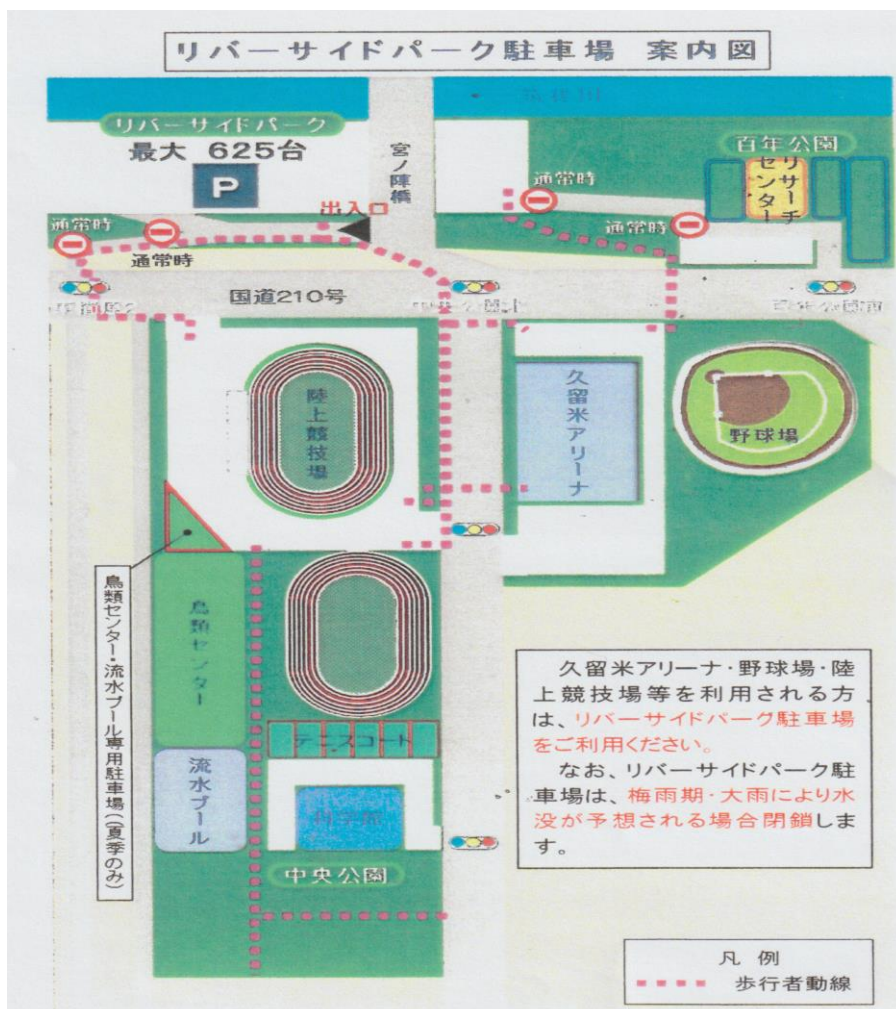 リバーサイドパーク駐車場 案内図
リバーサイドパーク
最大 625台
P
宮ノ陣橋
出入口
通常時
通常時
通常時
通常時
百年公園
リサーチ
センター
国道210号
陸上競技場
久留米アリーナ
野球場
鳥類センター・流水プール専用駐車場((夏季のみ)
鳥類センター
流水プール
テニスコート
科学館
中央公園
久留米アリーナ・野球場・陸
上競技場等を利用される方
は、リバーサイドパーク駐車場
をご利用ください。
なお、リバーサイドパーク駐
車場は、梅雨期・大雨により水
没が予想される場合閉鎖しま
す。
凡 例
歩行者動線